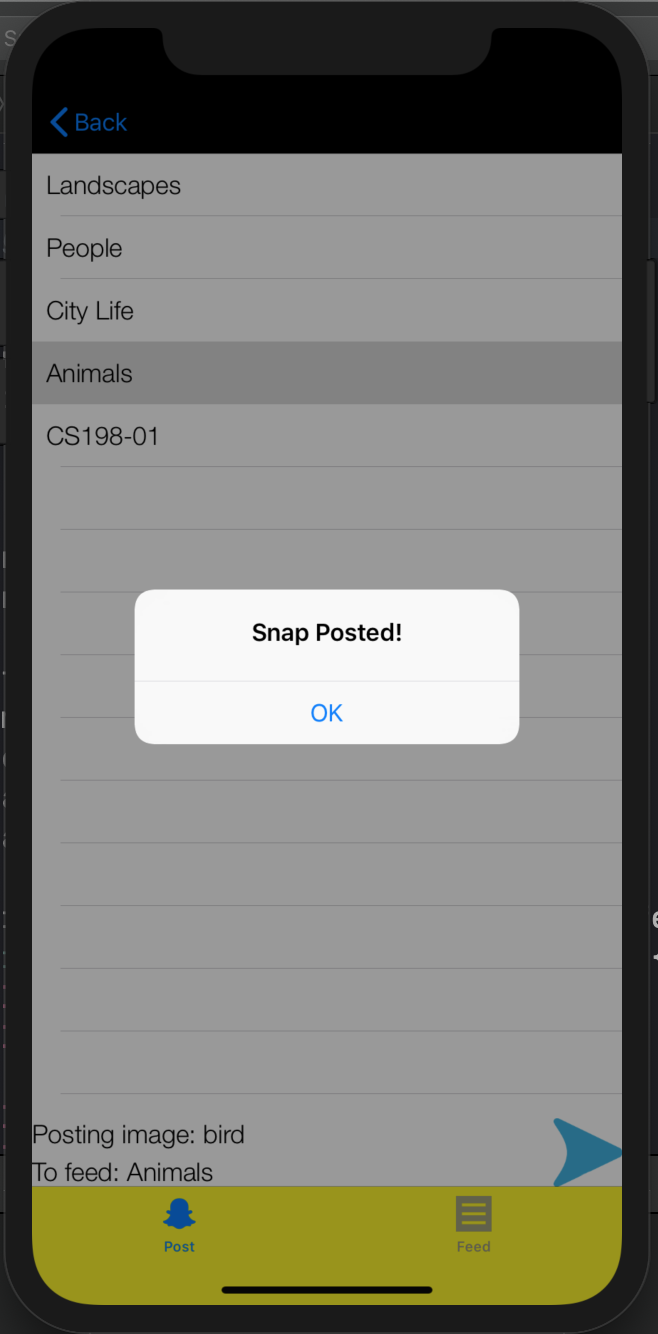 Back
Landscapes
People
City Life
Animals
CS198-01
Snap Posted!
OK
Posting image: bird
To feed: Animals
Post
Feed